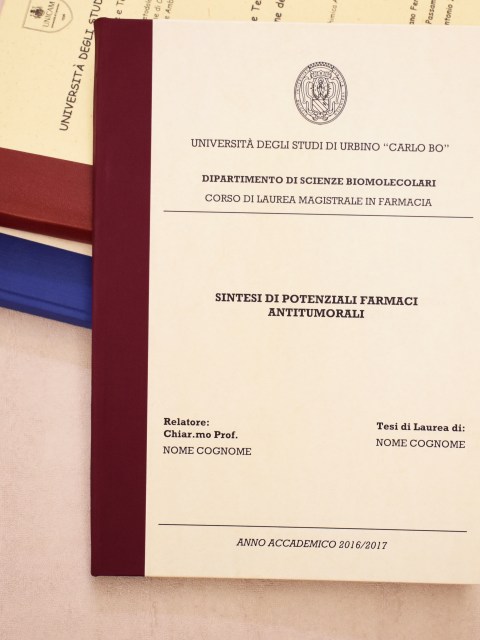 UNICAM
UNIVERSITÀ DEGLI STUD
UNIVERSITÀ DEGLI STUDI DI URBINO “CARLO BO”
DIPARTIMENTO DI SCIENZE BIOMOLECOLARI
CORSO DI LAUREA MAGISTRALE IN FARMACIA
SINTESI DI POTENZIALI FARMACI
ANTITUMORALI
Relatore:
Chiar.mo Prof.
NOME COGNOME
Tesi di Laurea di:
NOME COGNOME
ANNO ACCADEMICO 2016/2017